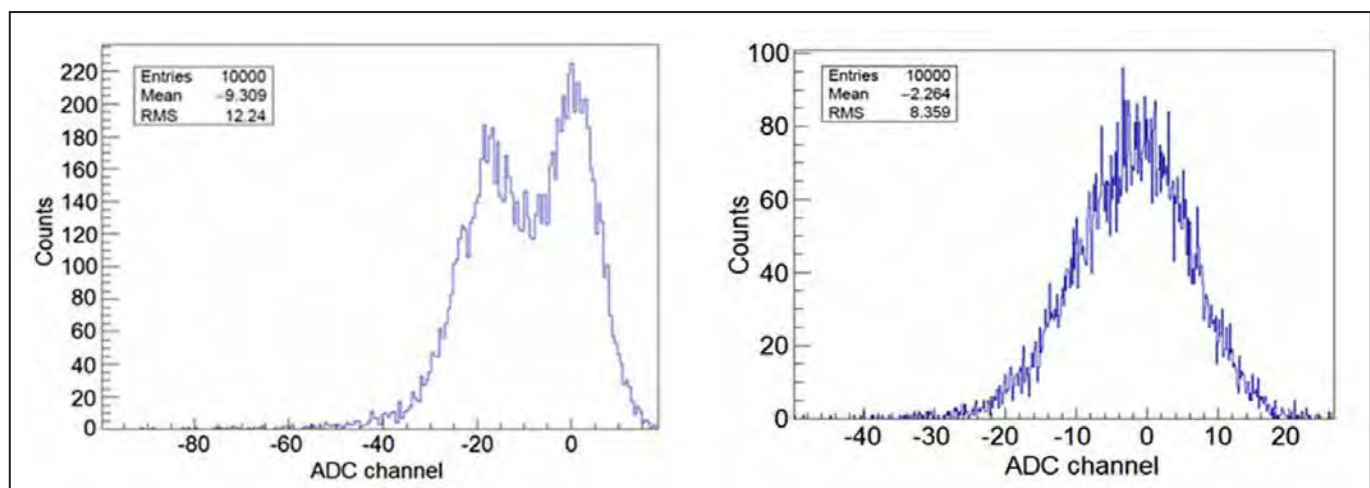 220
200
180
160
140
120
100
80
60
40
20
0
Counts
Entries 10000
Mean −9.309
RMS 12.24
-80 -60 -40 -20 0
ADC channel
100
80
60
40
20
0
Counts
Entries 10000
Mean −2.264
RMS 8.359
-40 -30 -20 -10 0 10 20
ADC channel